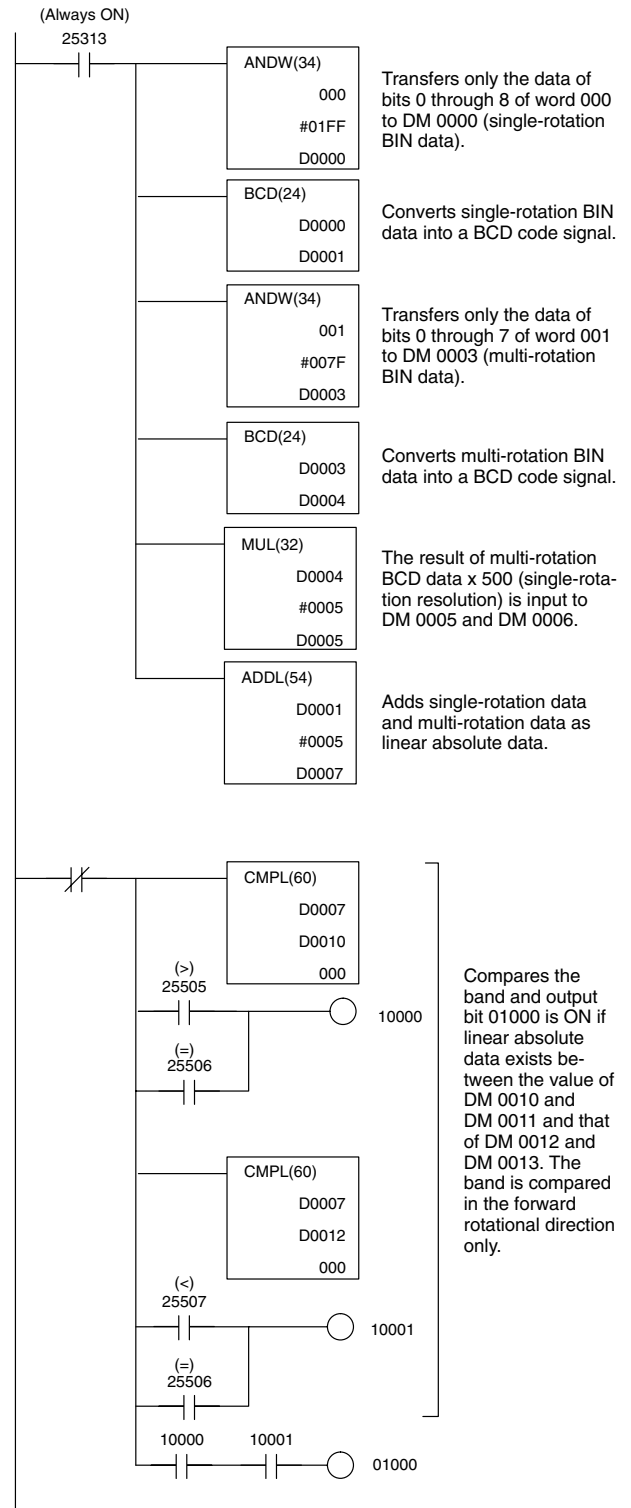 (Always ON)
25313
ANDW(34)
000
#01FF
D0000
Transfers only the data of
bits 0 through 8 of word 000
to DM 0000 (single-rotation
BIN data).
BCD(24)
D0000
D0001
Converts single-rotation BIN
data into a BCD code signal.
ANDW(34)
001
#007F
D0003
Transfers only the data of
bits 0 through 7 of word 001
to DM 0003 (multi-rotation
BIN data).
BCD(24)
D0003
D0004
Converts multi-rotation BIN
data into a BCD code signal.
MUL(32)
D0004
#0005
D0005
The result of multi-rotation
BCD data x 500 (single-rota-
tion resolution) is input to
DM 0005 and DM 0006.
ADDL(54)
D0001
#0005
D0007
Adds single-rotation data
and multi-rotation data as
linear absolute data.
CMPL(60)
D0007
D0010
000
(>)
25505
10000
(=)
25506
CMPL(60)
D0007
D0012
000
(<)
25507
10001
(=)
25506
10000
10001
01000
Compares the
band and output
bit 01000 is ON if
linear absolute
data exists be-
tween the value of
DM 0010 and
DM 0011 and that
of DM 0012 and
DM 0013. The
band is compared
in the forward
rotational direction
only.